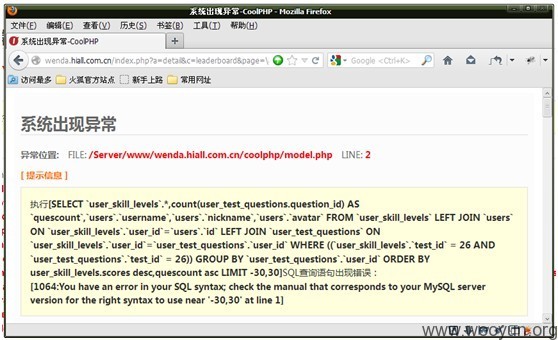 系统出现异常-CoolPHP - Mozilla Firefox
文件(F) 编辑(E) 查看(V) 历史(S) 书签(B) 工具(T) 帮助(H)
系统出现异常-CoolPHP
wenda.hiall.com.cn/index.php?a=detail&c=leaderboard&page=\
Google <Ctrl+K>
访问最多 火狐官方站点 新手上路 常用网址
系统出现异常
异常位置: FILE: /Server/www/wenda.hiall.com.cn/coolphp/model.php LINE: 2
[ 提示信息 ]
执行[SELECT `user_skill_levels`.*,count(user_test_questions.question_id) AS
`quescount`,`users`.`username`,`users`.`nickname`,`users`.`avatar` FROM `user_skill_levels` LEFT JOIN `users`
ON `user_skill_levels`.`user_id`=`users`.`id` LEFT JOIN `user_test_questions` ON
`user_skill_levels`.`user_id`=`user_test_questions`.`user_id` WHERE ((`user_skill_levels`.`test_id` = 26 AND
`user_test_questions`.`test_id` = 26)) GROUP BY `user_test_questions`.`user_id` ORDER BY
user_skill_levels.scores desc,quescount asc LIMIT -30,30]SQL查询语句出现错误：
[1064:You have an error in your SQL syntax; check the manual that corresponds to your MySQL server
version for the right syntax to use near '-30,30' at line 1]
www.wooyun.org